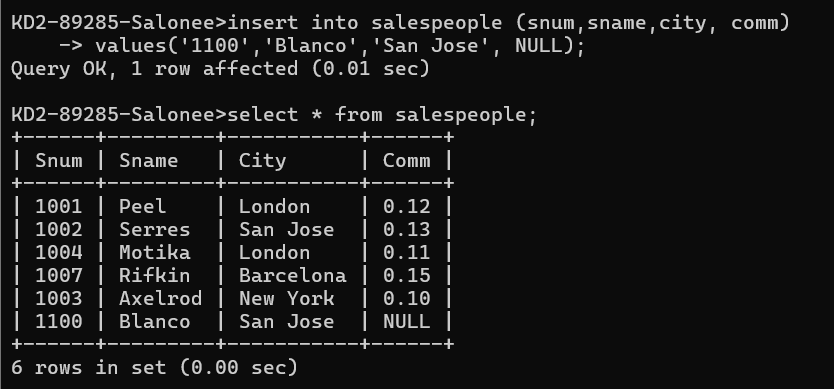 KD2-89285-Salonee>insert into salespeople (snum,sname,city, comm)
    -> values('1100','Blanco','San Jose', NULL);
Query OK, 1 row affected (0.01 sec)

KD2-89285-Salonee>select * from salespeople;
+------+---------+-----------+------+
| Snum | Sname   | City      | Comm |
+------+---------+-----------+------+
| 1001 | Peel    | London    | 0.12 |
| 1002 | Serres  | San Jose  | 0.13 |
| 1004 | Motika  | London    | 0.11 |
| 1007 | Rifkin  | Barcelona | 0.15 |
| 1003 | Axelrod | New York  | 0.10 |
| 1100 | Blanco  | San Jose  | NULL |
+------+---------+-----------+------+
6 rows in set (0.00 sec)